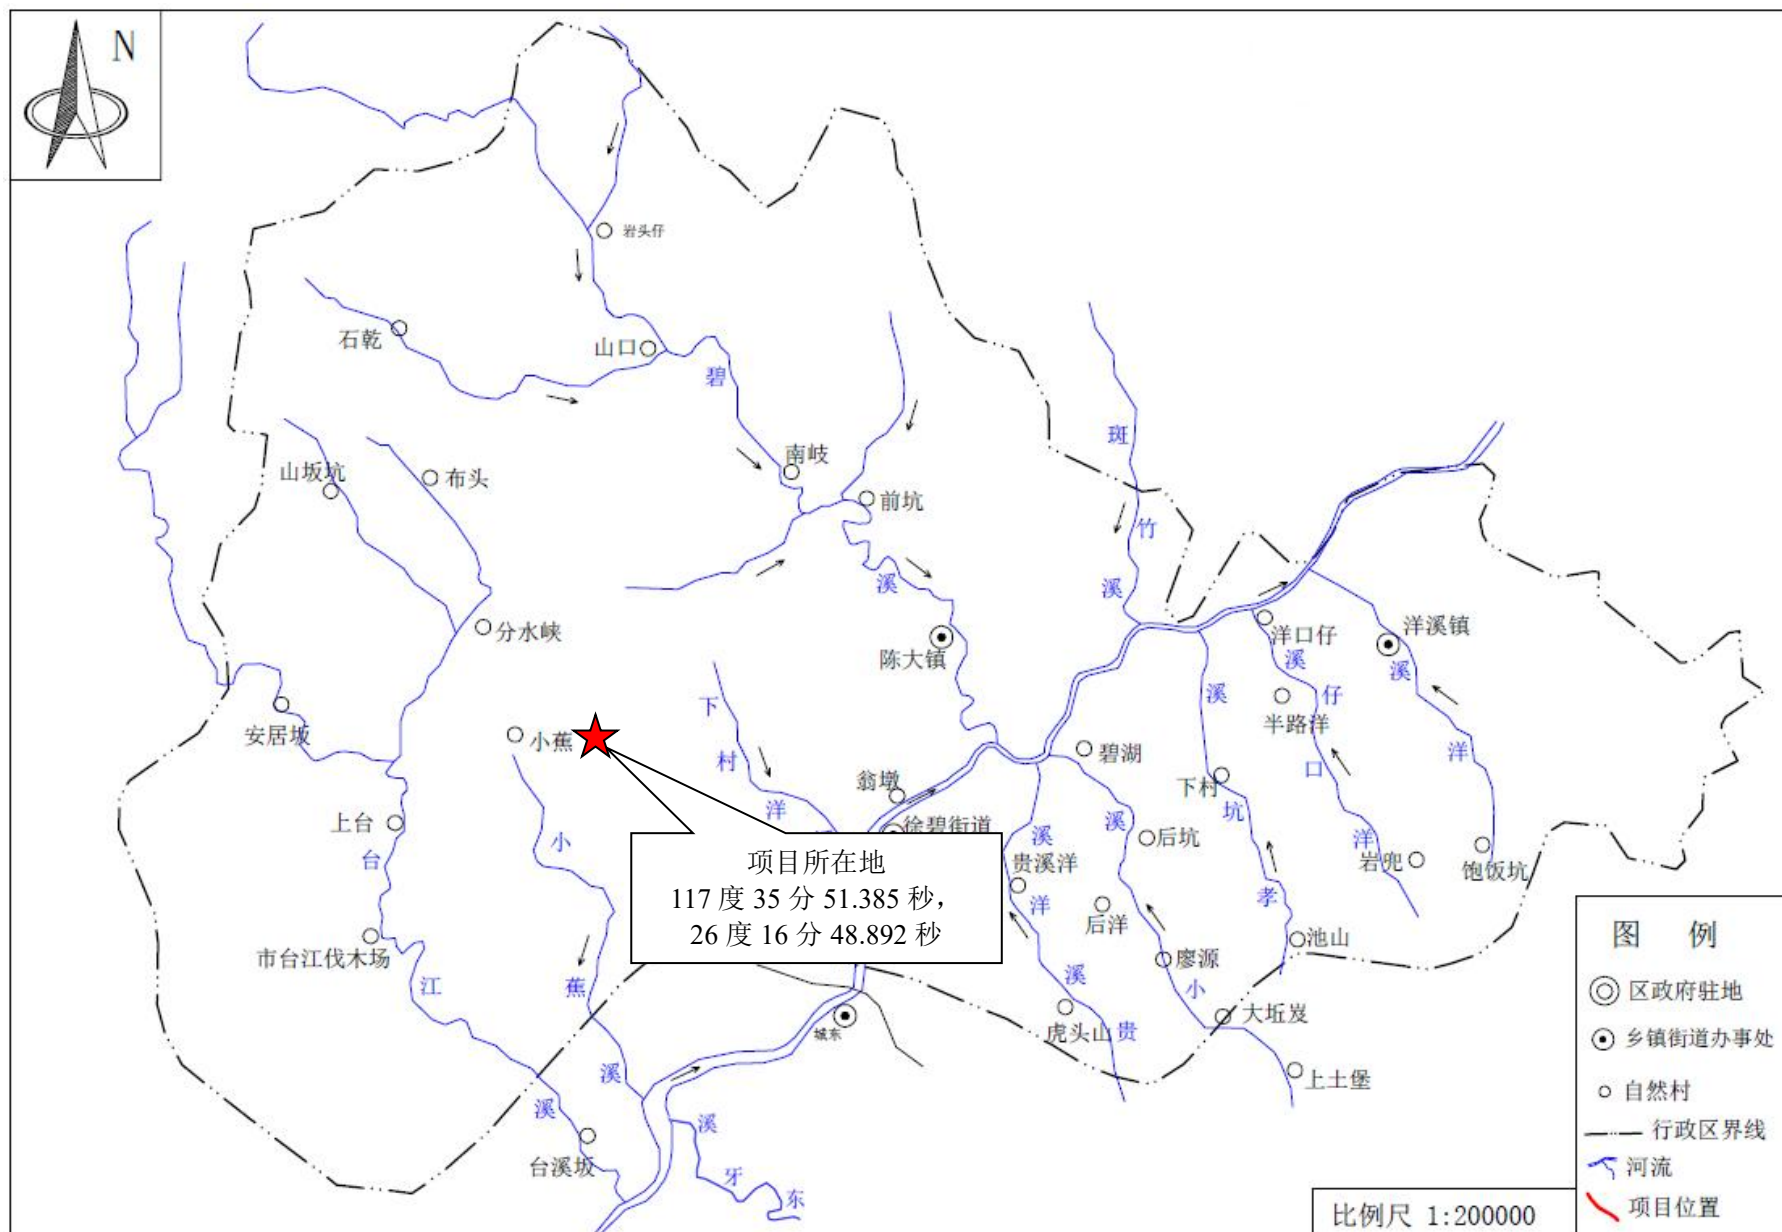 N
岩头仔
石乾
山口
碧
斑
南岐
山坂坑
布头
前坑
竹
溪
溪
分水峡
陈大镇
洋口仔
洋溪镇
溪
溪
溪
仔
下
安居坂
小蕉
半路洋
村
碧湖
洋
下村
口
翁墩
洋
上台
徐碧街道
坑
溪
溪
后坑
小
台
洋
项目所在地
117 度 35 分 51.385 秒,
26 度 16 分 48.892 秒
贵溪洋
岩兜
饱饭坑
孝
洋
后洋
市台江伐木场
池山
廖源
溪
江
蕉
小
城东
虎头山
贵
大坵岌
溪
上土堡
溪
溪
台溪坂
牙
东
图 例
区政府驻地
乡镇街道办事处
自然村
行政区界线
河流
项目位置
比例尺 1:200000